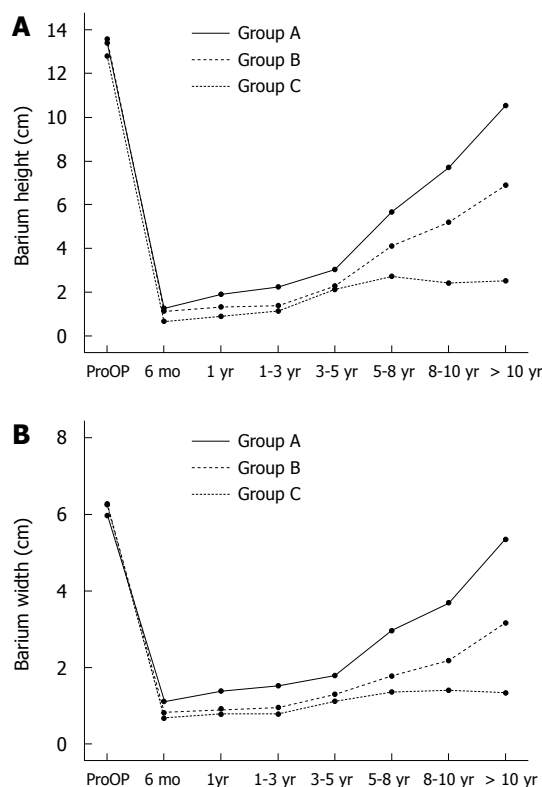 A
14
12
10
8
6
4
2
0
Barium height (cm)
Group A
Group B
Group C
ProOP 6 mo 1 yr 1-3 yr 3-5 yr 5-8 yr 8-10 yr > 10 yr
B
8
6
4
2
0
Barium width (cm)
Group A
Group B
Group C
ProOP 6 mo 1yr 1-3 yr 3-5 yr 5-8 yr 8-10 yr > 10 yr